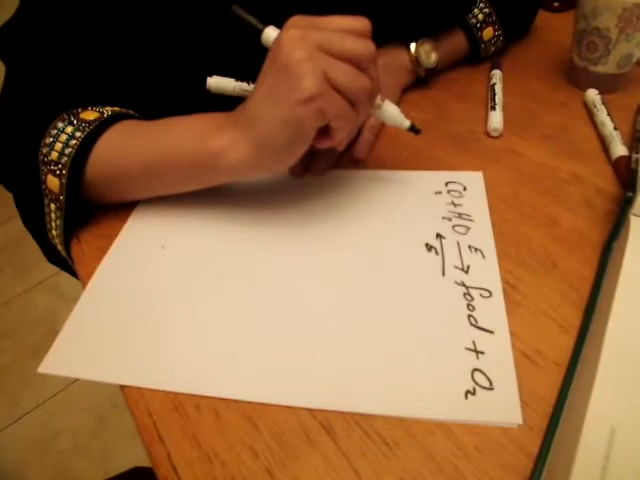 CO₂ + H₂O ⟶ food + O₂
E
⟵
E